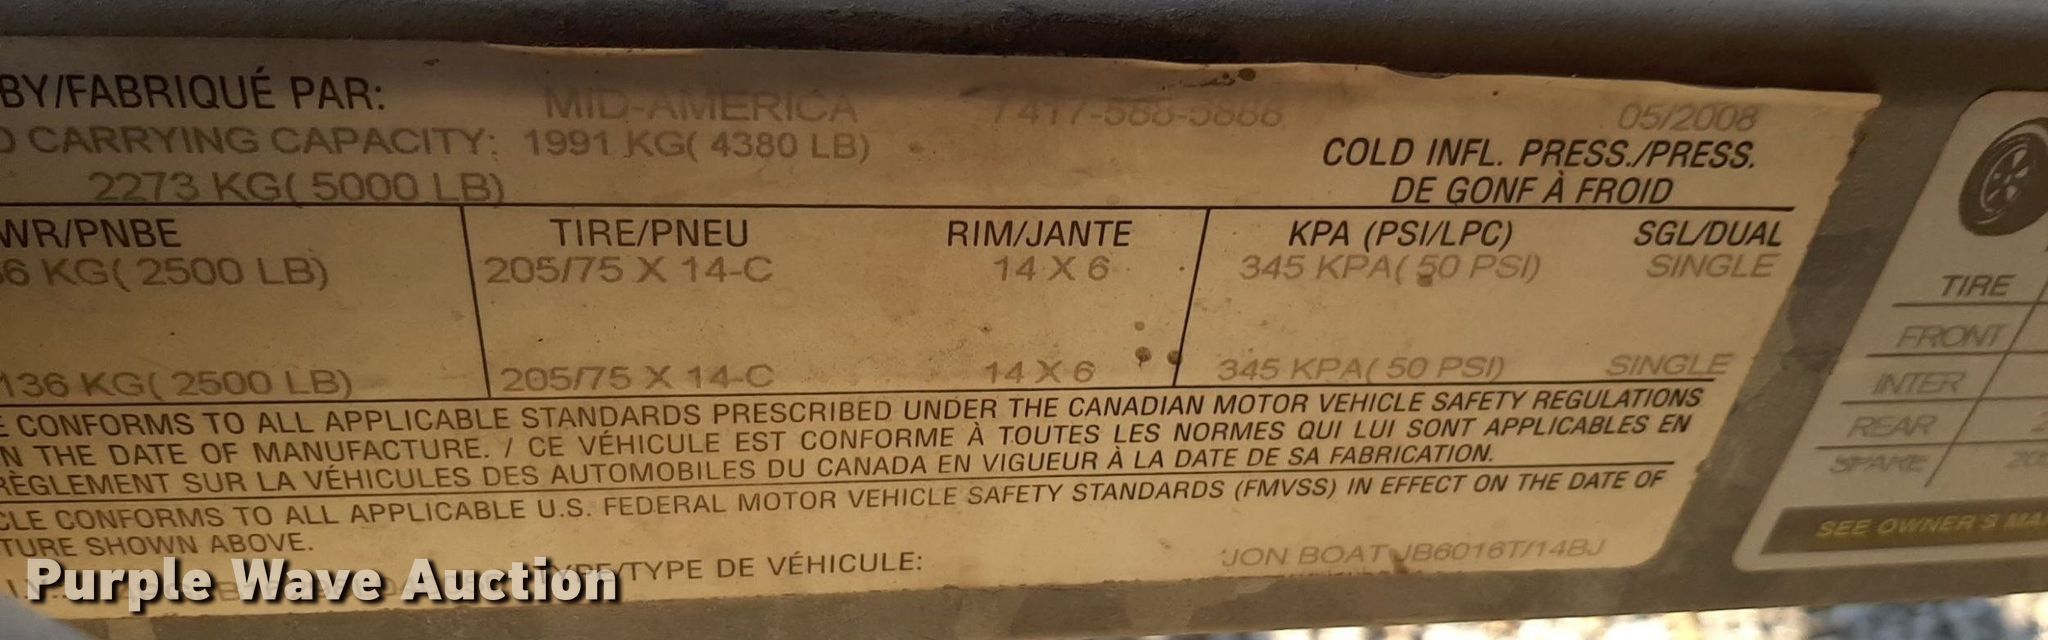 BY/FABRIQUÉ PAR: MID-AMERICA 05/2008
CARRYING CAPACITY: 1991 KG( 4380 LB) COLD INFL. PRESS./PRESS.
2273 KG( 5000 LB) DE GONF À FROID
WR/PNBE TIRE/PNEU RIM/JANTE KPA (PSI/LPC) SGL/DUAL
6 KG( 2500 LB) 205/75 X 14-C 14 X 6 345 KPA( 50 PSI) SINGLE
136 KG( 2500 LB) 205/75 X 14-C 14 X 6 345 KPA( 50 PSI) SINGLE
E CONFORMS TO ALL APPLICABLE STANDARDS PRESCRIBED UNDER THE CANADIAN MOTOR VEHICLE SAFETY REGULATIONS
N THE DATE OF MANUFACTURE. / CE VÉHICULE EST CONFORME À TOUTES LES NORMES QUI LUI SONT APPLICABLES EN
RÈGLEMENT SUR LA VÉHICULES DES AUTOMOBILES DU CANADA EN VIGUEUR À LA DATE DE SA FABRICATION.
CLE CONFORMS TO ALL APPLICABLE U.S. FEDERAL MOTOR VEHICLE SAFETY STANDARDS (FMVSS) IN EFFECT ON THE DATE OF
TURE SHOWN ABOVE.
/TYPE DE VÉHICULE: JON BOAT JB6016T/14BJ
TIRE
FRONT
INTER
REAR 2
SPARE 20
SEE OWNER'S MA
Purple Wave Auction